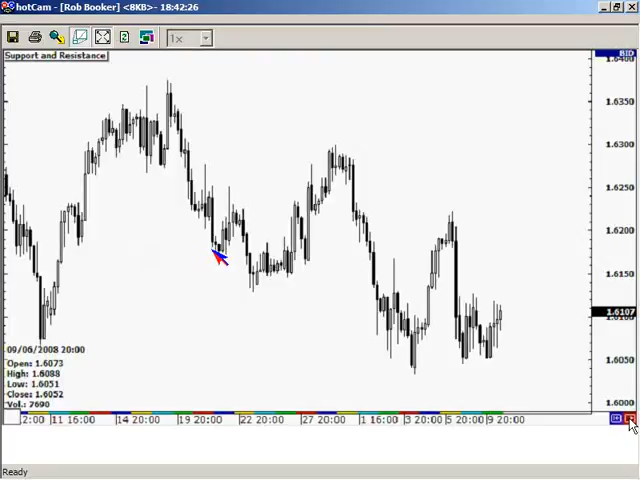 hotCam - [Rob Booker] <8KB>- 18:42:26
1x
Support and Resistance
BID
1.6400
1.6350
1.6300
1.6250
1.6200
1.6150
1.6107
1.6100
1.6050
1.6000
09/06/2008 20:00
Open: 1.6073
High: 1.6088
Low: 1.6051
Close: 1.6052
Vol.: 7690
2:00 11 16:00 14 20:00 19 20:00 22 20:00 27 20:00 1 16:00 3 20:00 5 20:00 9 20:00
Ready